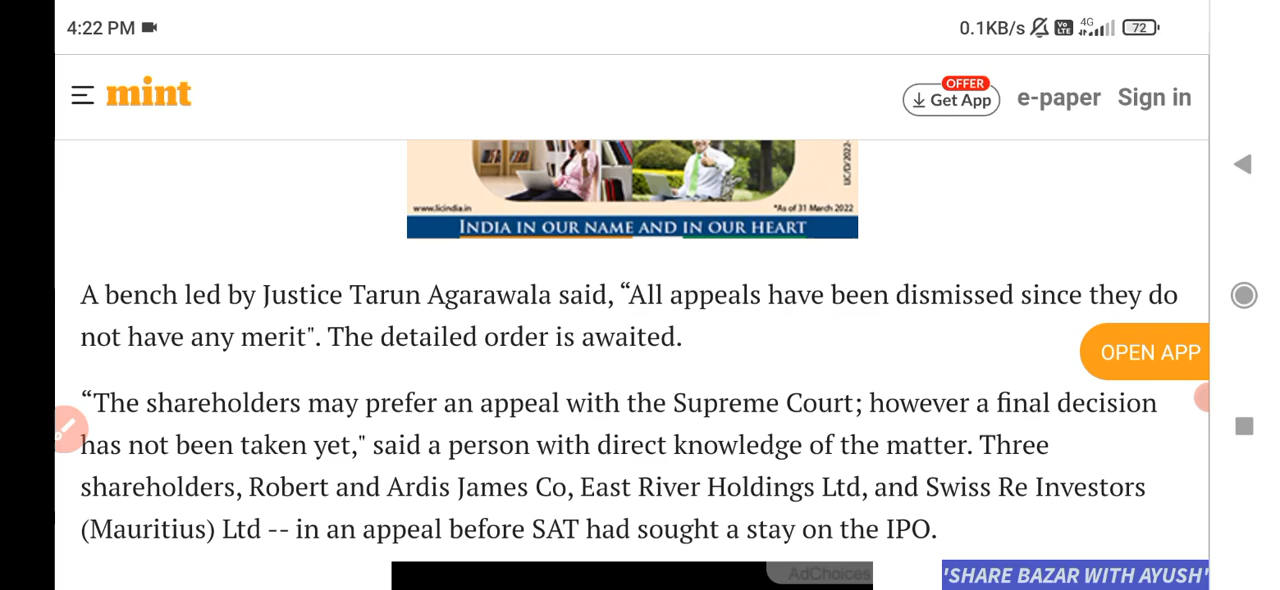 4:22 PM
0.1KB/s Vo LTE 4G 72
mint
OFFER
Get App
e-paper Sign in
www.licindia.in
*As of 31 March 2022
LIC/D/2022-
INDIA IN OUR NAME AND IN OUR HEART
A bench led by Justice Tarun Agarawala said, “All appeals have been dismissed since they do
not have any merit". The detailed order is awaited.
OPEN APP
“The shareholders may prefer an appeal with the Supreme Court; however a final decision
has not been taken yet," said a person with direct knowledge of the matter. Three
shareholders, Robert and Ardis James Co, East River Holdings Ltd, and Swiss Re Investors
(Mauritius) Ltd -- in an appeal before SAT had sought a stay on the IPO.
AdChoices
'SHARE BAZAR WITH AYUSH'